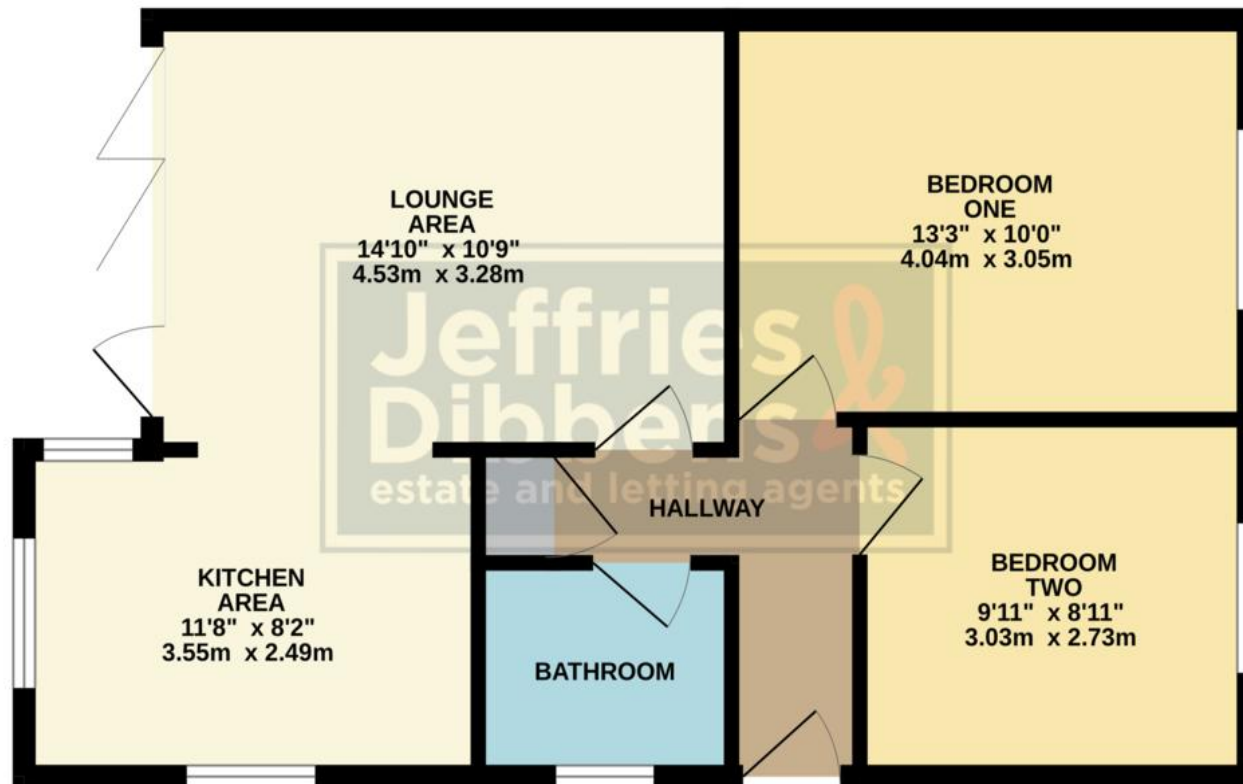 LOUNGE
AREA
14'10" x 10'9"
4.53m x 3.28m
BEDROOM
ONE
13'3" x 10'0"
4.04m x 3.05m
Jeffries
Dibbens &
estate and letting agents
HALLWAY
KITCHEN
AREA
11'8" x 8'2"
3.55m x 2.49m
BATHROOM
BEDROOM
TWO
9'11" x 8'11"
3.03m x 2.73m